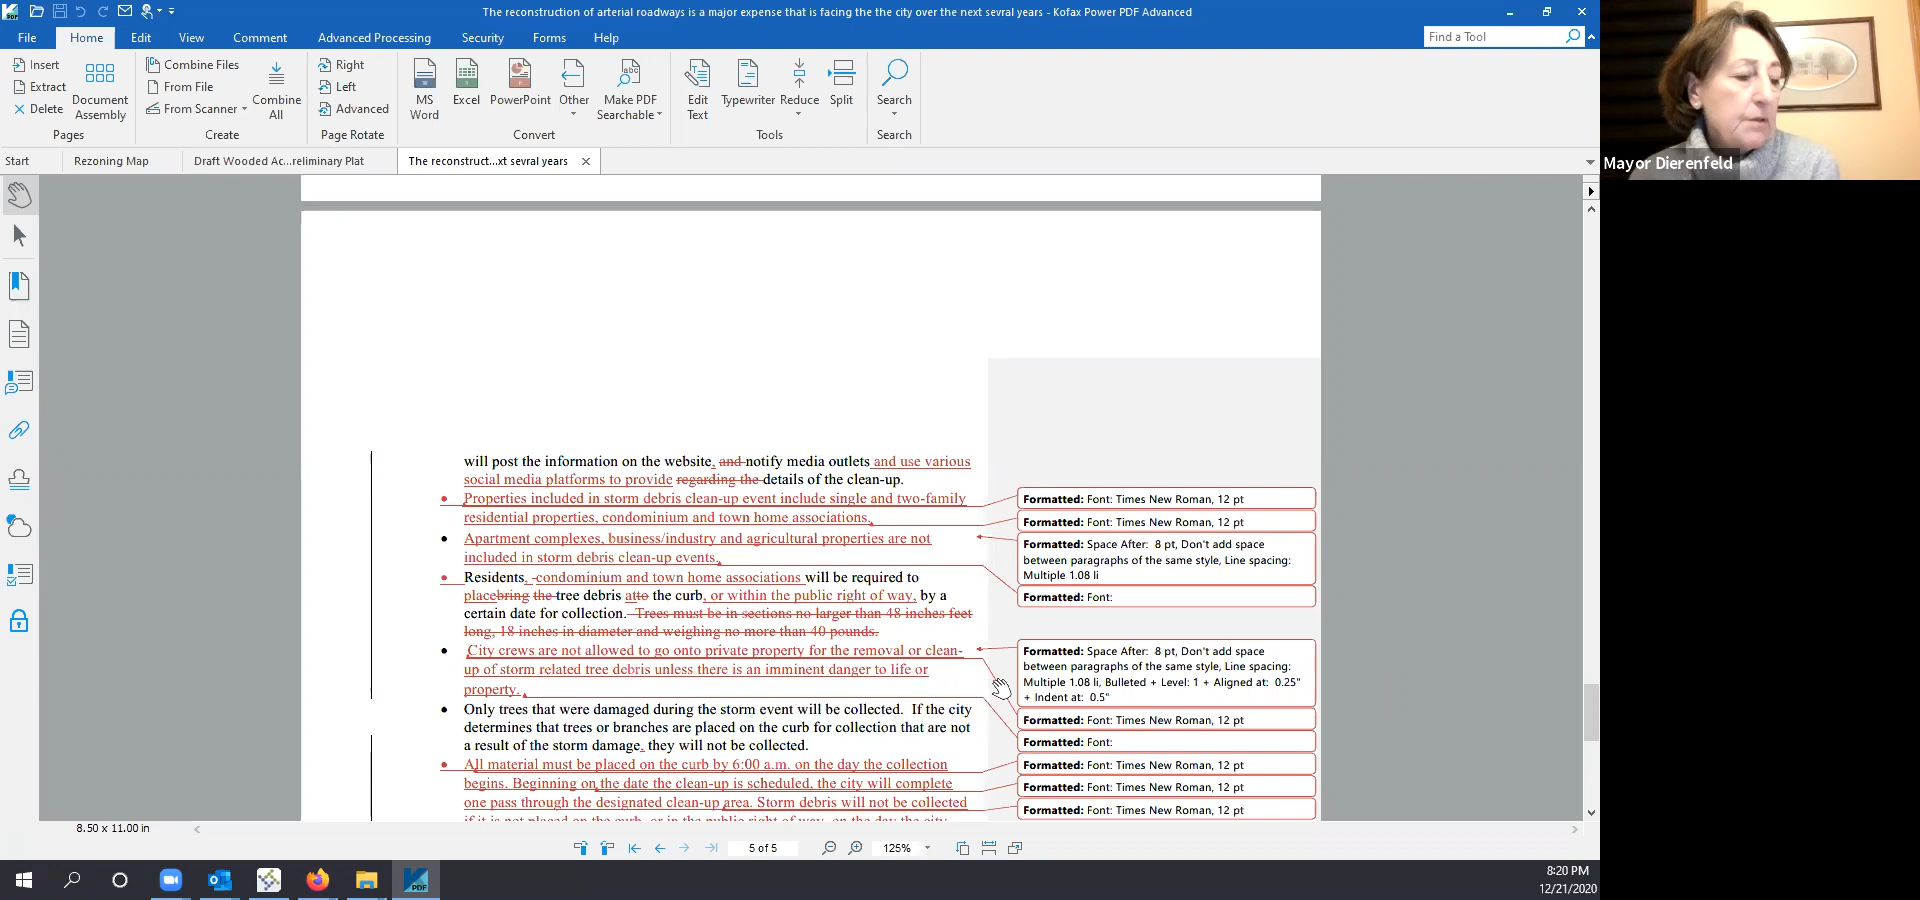 The reconstruction of arterial roadways is a major expense that is facing the the city over the next sevral years - Kofax Power PDF Advanced
File Home Edit View Comment Advanced Processing Security Forms Help
Find a Tool
Insert
Extract
Delete
Document Assembly
Pages
Combine Files
From File
From Scanner
Combine All
Create
Right
Left
Advanced
Page Rotate
MS Word
Excel
PowerPoint
Other
Make PDF Searchable
Convert
Edit Text
Typewriter
Reduce
Split
Tools
Search
Search
Start
Rezoning Map
Draft Wooded Ac...reliminary Plat
The reconstruct...xt sevral years
Mayor Dierenfeld
will post the information on the website, and notify media outlets and use various
social media platforms to provide regarding the details of the clean-up.
Properties included in storm debris clean-up event include single and two-family
residential properties, condominium and town home associations.
Apartment complexes, business/industry and agricultural properties are not
included in storm debris clean-up events.
Residents, condominium and town home associations will be required to
placebring the tree debris atto the curb, or within the public right of way, by a
certain date for collection. Trees must be in sections no larger than 48 inches feet
long, 18 inches in diameter and weighing no more than 40 pounds.
City crews are not allowed to go onto private property for the removal or clean-
up of storm related tree debris unless there is an imminent danger to life or
property.
Only trees that were damaged during the storm event will be collected. If the city
determines that trees or branches are placed on the curb for collection that are not
a result of the storm damage, they will not be collected.
All material must be placed on the curb by 6:00 a.m. on the day the collection
begins. Beginning on the date the clean-up is scheduled, the city will complete
one pass through the designated clean-up area. Storm debris will not be collected
if it is not placed on the curb, or in the public right of way, on the day the city
Formatted: Font: Times New Roman, 12 pt
Formatted: Font: Times New Roman, 12 pt
Formatted: Space After: 8 pt, Don't add space
between paragraphs of the same style, Line spacing:
Multiple 1.08 li
Formatted: Font:
Formatted: Space After: 8 pt, Don't add space
between paragraphs of the same style, Line spacing:
Multiple 1.08 li, Bulleted + Level: 1 + Aligned at: 0.25"
+ Indent at: 0.5"
Formatted: Font: Times New Roman, 12 pt
Formatted: Font:
Formatted: Font: Times New Roman, 12 pt
Formatted: Font: Times New Roman, 12 pt
Formatted: Font: Times New Roman, 12 pt
8.50 x 11.00 in
5 of 5
125%
8:20 PM
12/21/2020